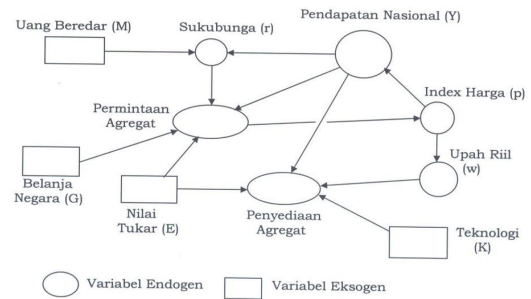 Pendapatan Nasional (Y)
Uang Beredar (M)
Sukubunga (r)
Index Harga (p)
Permintaan
Agregat
Upah Riil
(w)
Belanja
Negara (G)
Nilai
Tukar (E)
Penyediaan
Agregat
Teknologi
(K)
Variabel Endogen
Variabel Eksogen